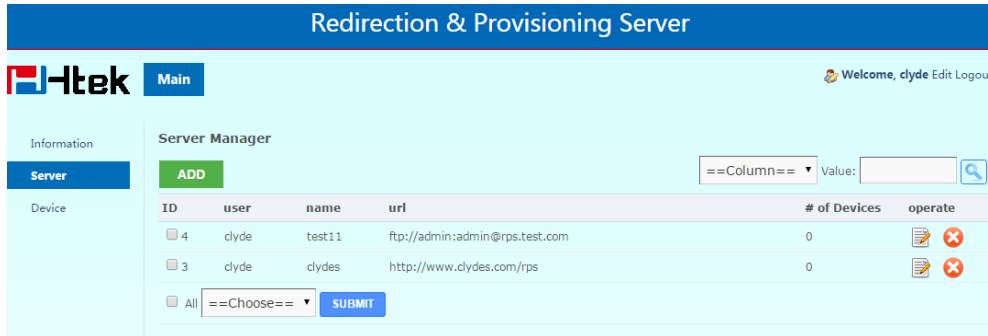 Redirection & Provisioning Server
Htek Main Welcome, clyde Edit Logou
Information
Server
Device
Server Manager
ADD ==Column== Value:
ID user name url # of Devices operate
4 clyde test11 ftp://admin:admin@rps.test.com 0
3 clyde clydes http://www.clydes.com/rps 0
All ==Choose== SUBMIT